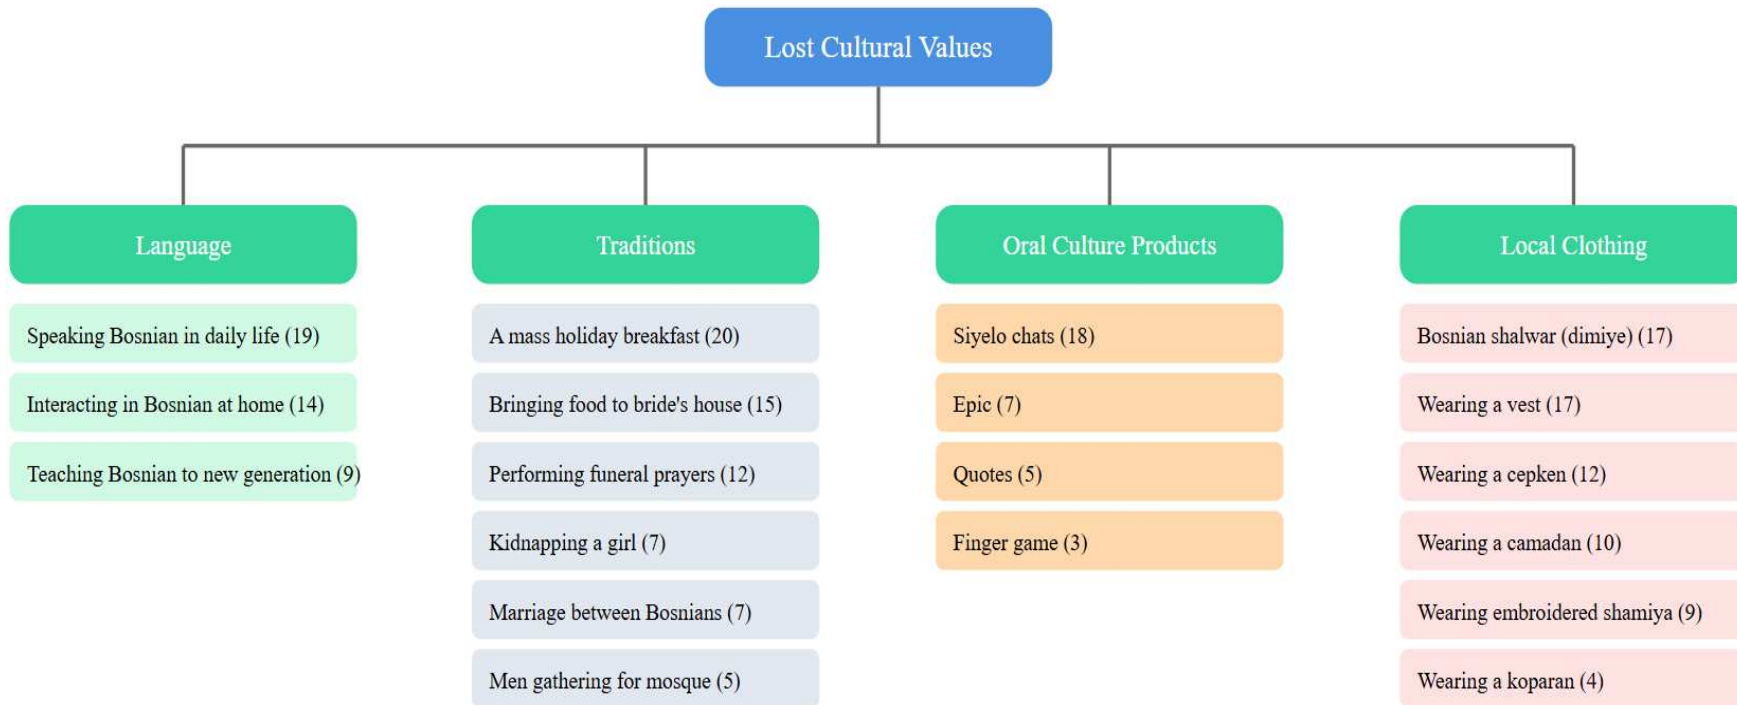 Lost Cultural Values
Language
Speaking Bosnian in daily life (19)
Interacting in Bosnian at home (14)
Teaching Bosnian to new generation (9)
Traditions
A mass holiday breakfast (20)
Bringing food to bride's house (15)
Performing funeral prayers (12)
Kidnapping a girl (7)
Marriage between Bosnians (7)
Men gathering for mosque (5)
Oral Culture Products
Siyelo chats (18)
Epic (7)
Quotes (5)
Finger game (3)
Local Clothing
Bosnian shalwar (dimiye) (17)
Wearing a vest (17)
Wearing a cepken (12)
Wearing a camadan (10)
Wearing embroidered shamiya (9)
Wearing a koparan (4)